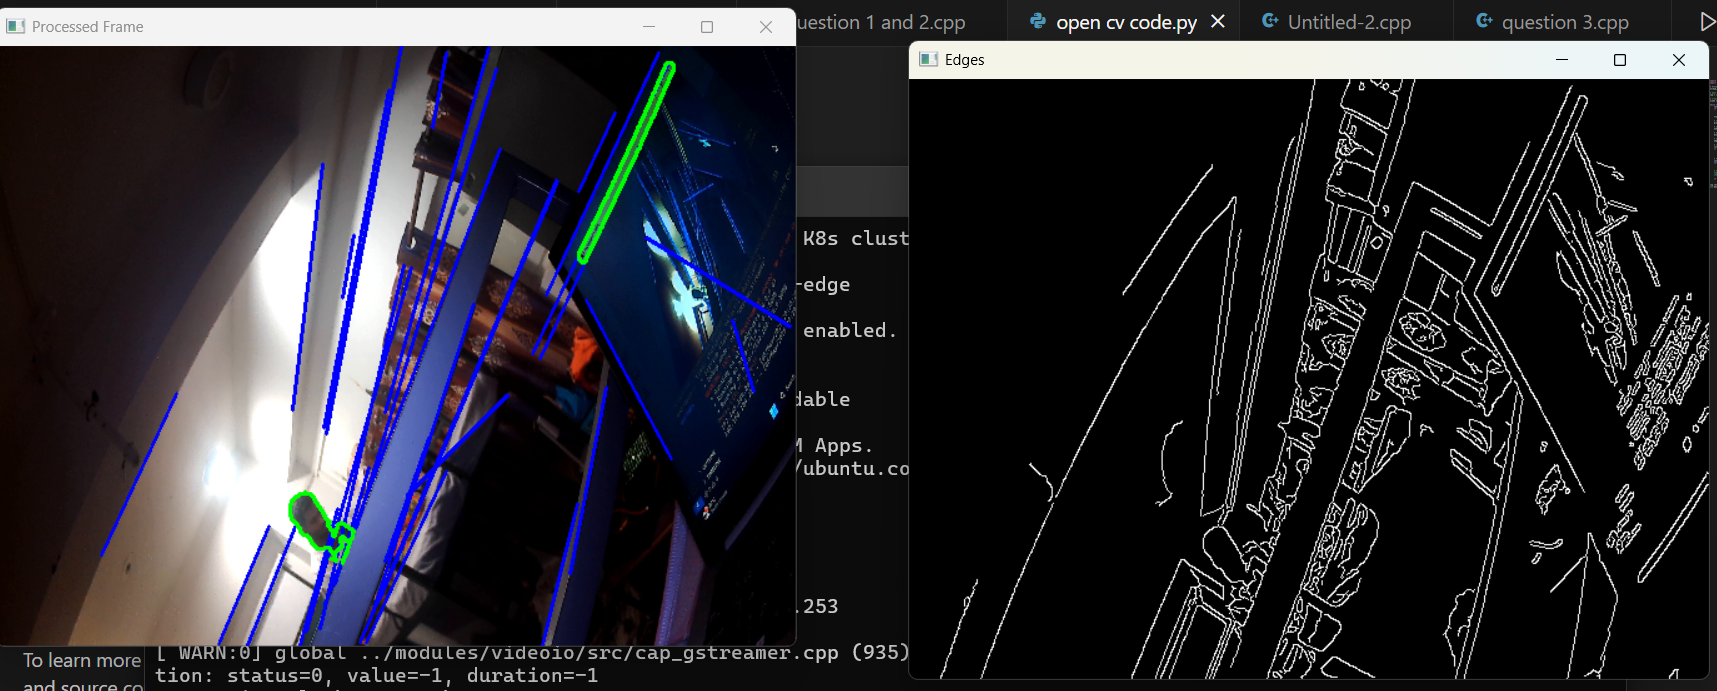 Processed Frame
uestion 1 and 2.cpp
open cv code.py
Untitled-2.cpp
question 3.cpp
Edges
K8s clust
-edge
enabled.
dable
M Apps.
/ubuntu.co
.253
[ WARN:0] global ../modules/videoio/src/cap_gstreamer.cpp (935)
tion: status=0, value=-1, duration=-1
To learn more
and source co